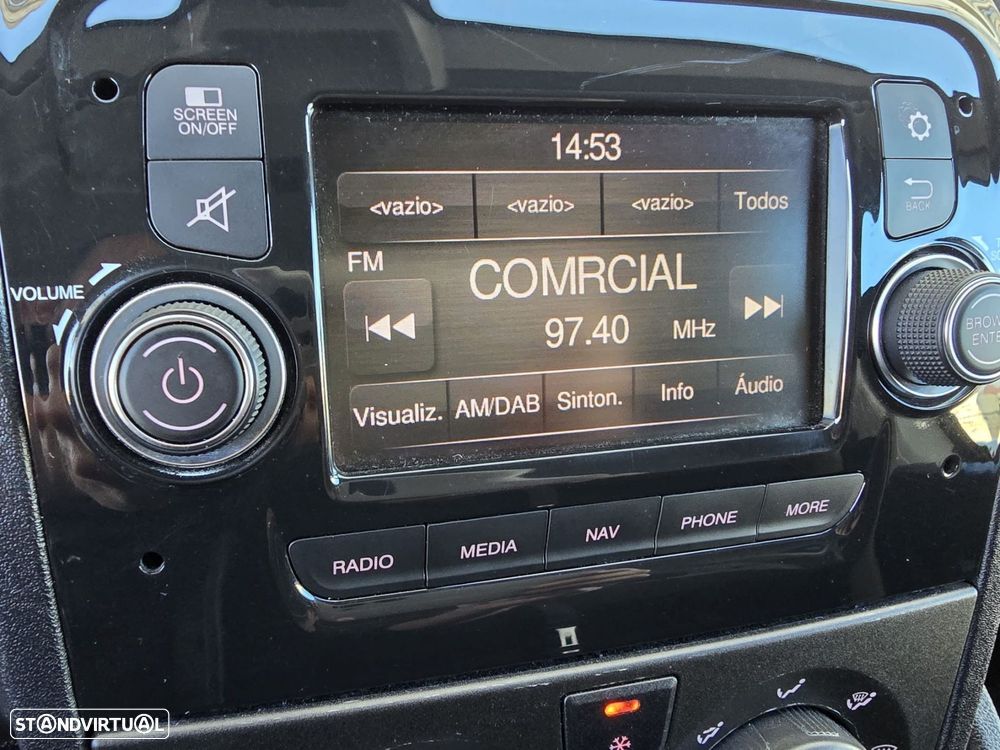 SCREEN
ON/OFF
14:53
<vazio> <vazio> <vazio> Todos
FM
COMRCIAL
97.40 MHz
Visualiz. AM/DAB Sinton. Info Áudio
BACK
VOLUME
ENTE
RADIO MEDIA NAV PHONE MORE
STANDVIRTUAL